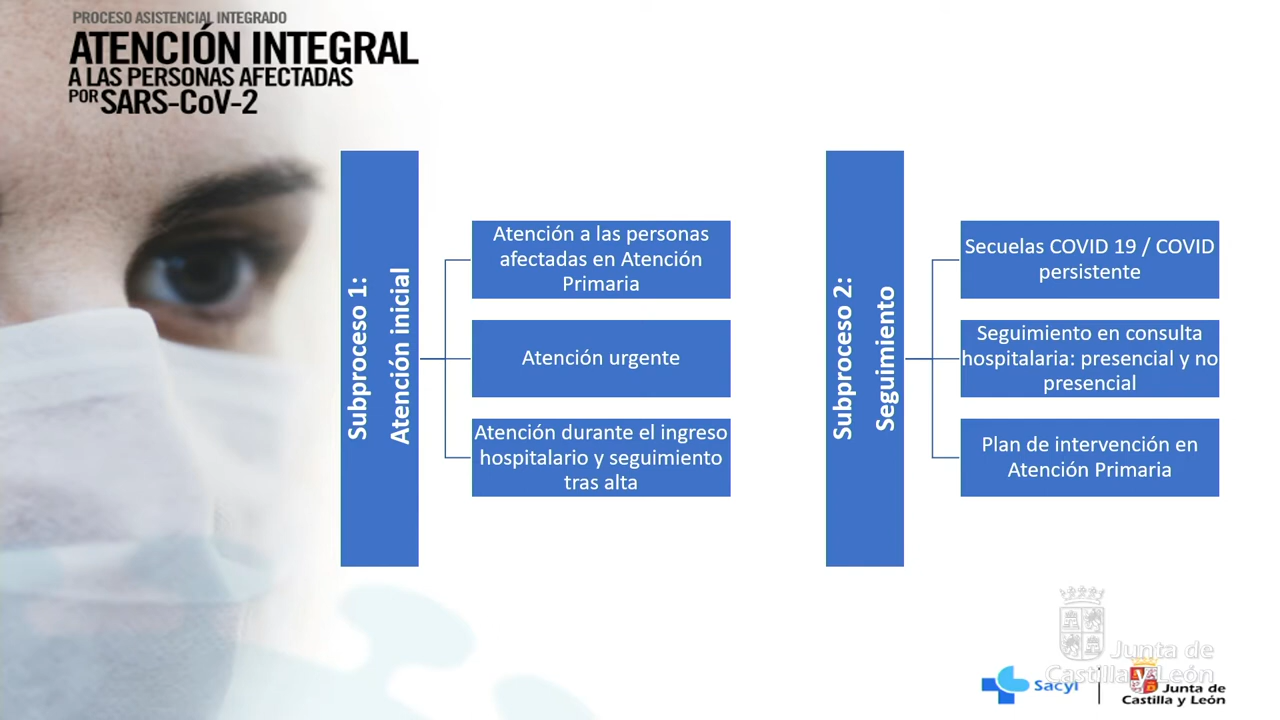 PROCESO ASISTENCIAL INTEGRADO
ATENCIÓN INTEGRAL
A LAS PERSONAS AFECTADAS
POR SARS-CoV-2
Subproceso 1:
Atención inicial
Atención a las personas
afectadas en Atención
Primaria
Atención urgente
Atención durante el ingreso
hospitalario y seguimiento
tras alta
Subproceso 2:
Seguimiento
Secuelas COVID 19 / COVID
persistente
Seguimiento en consulta
hospitalaria: presencial y no
presencial
Plan de intervención en
Atención Primaria
Junta de
Castilla y León
Sacyl
Junta de
Castilla y León